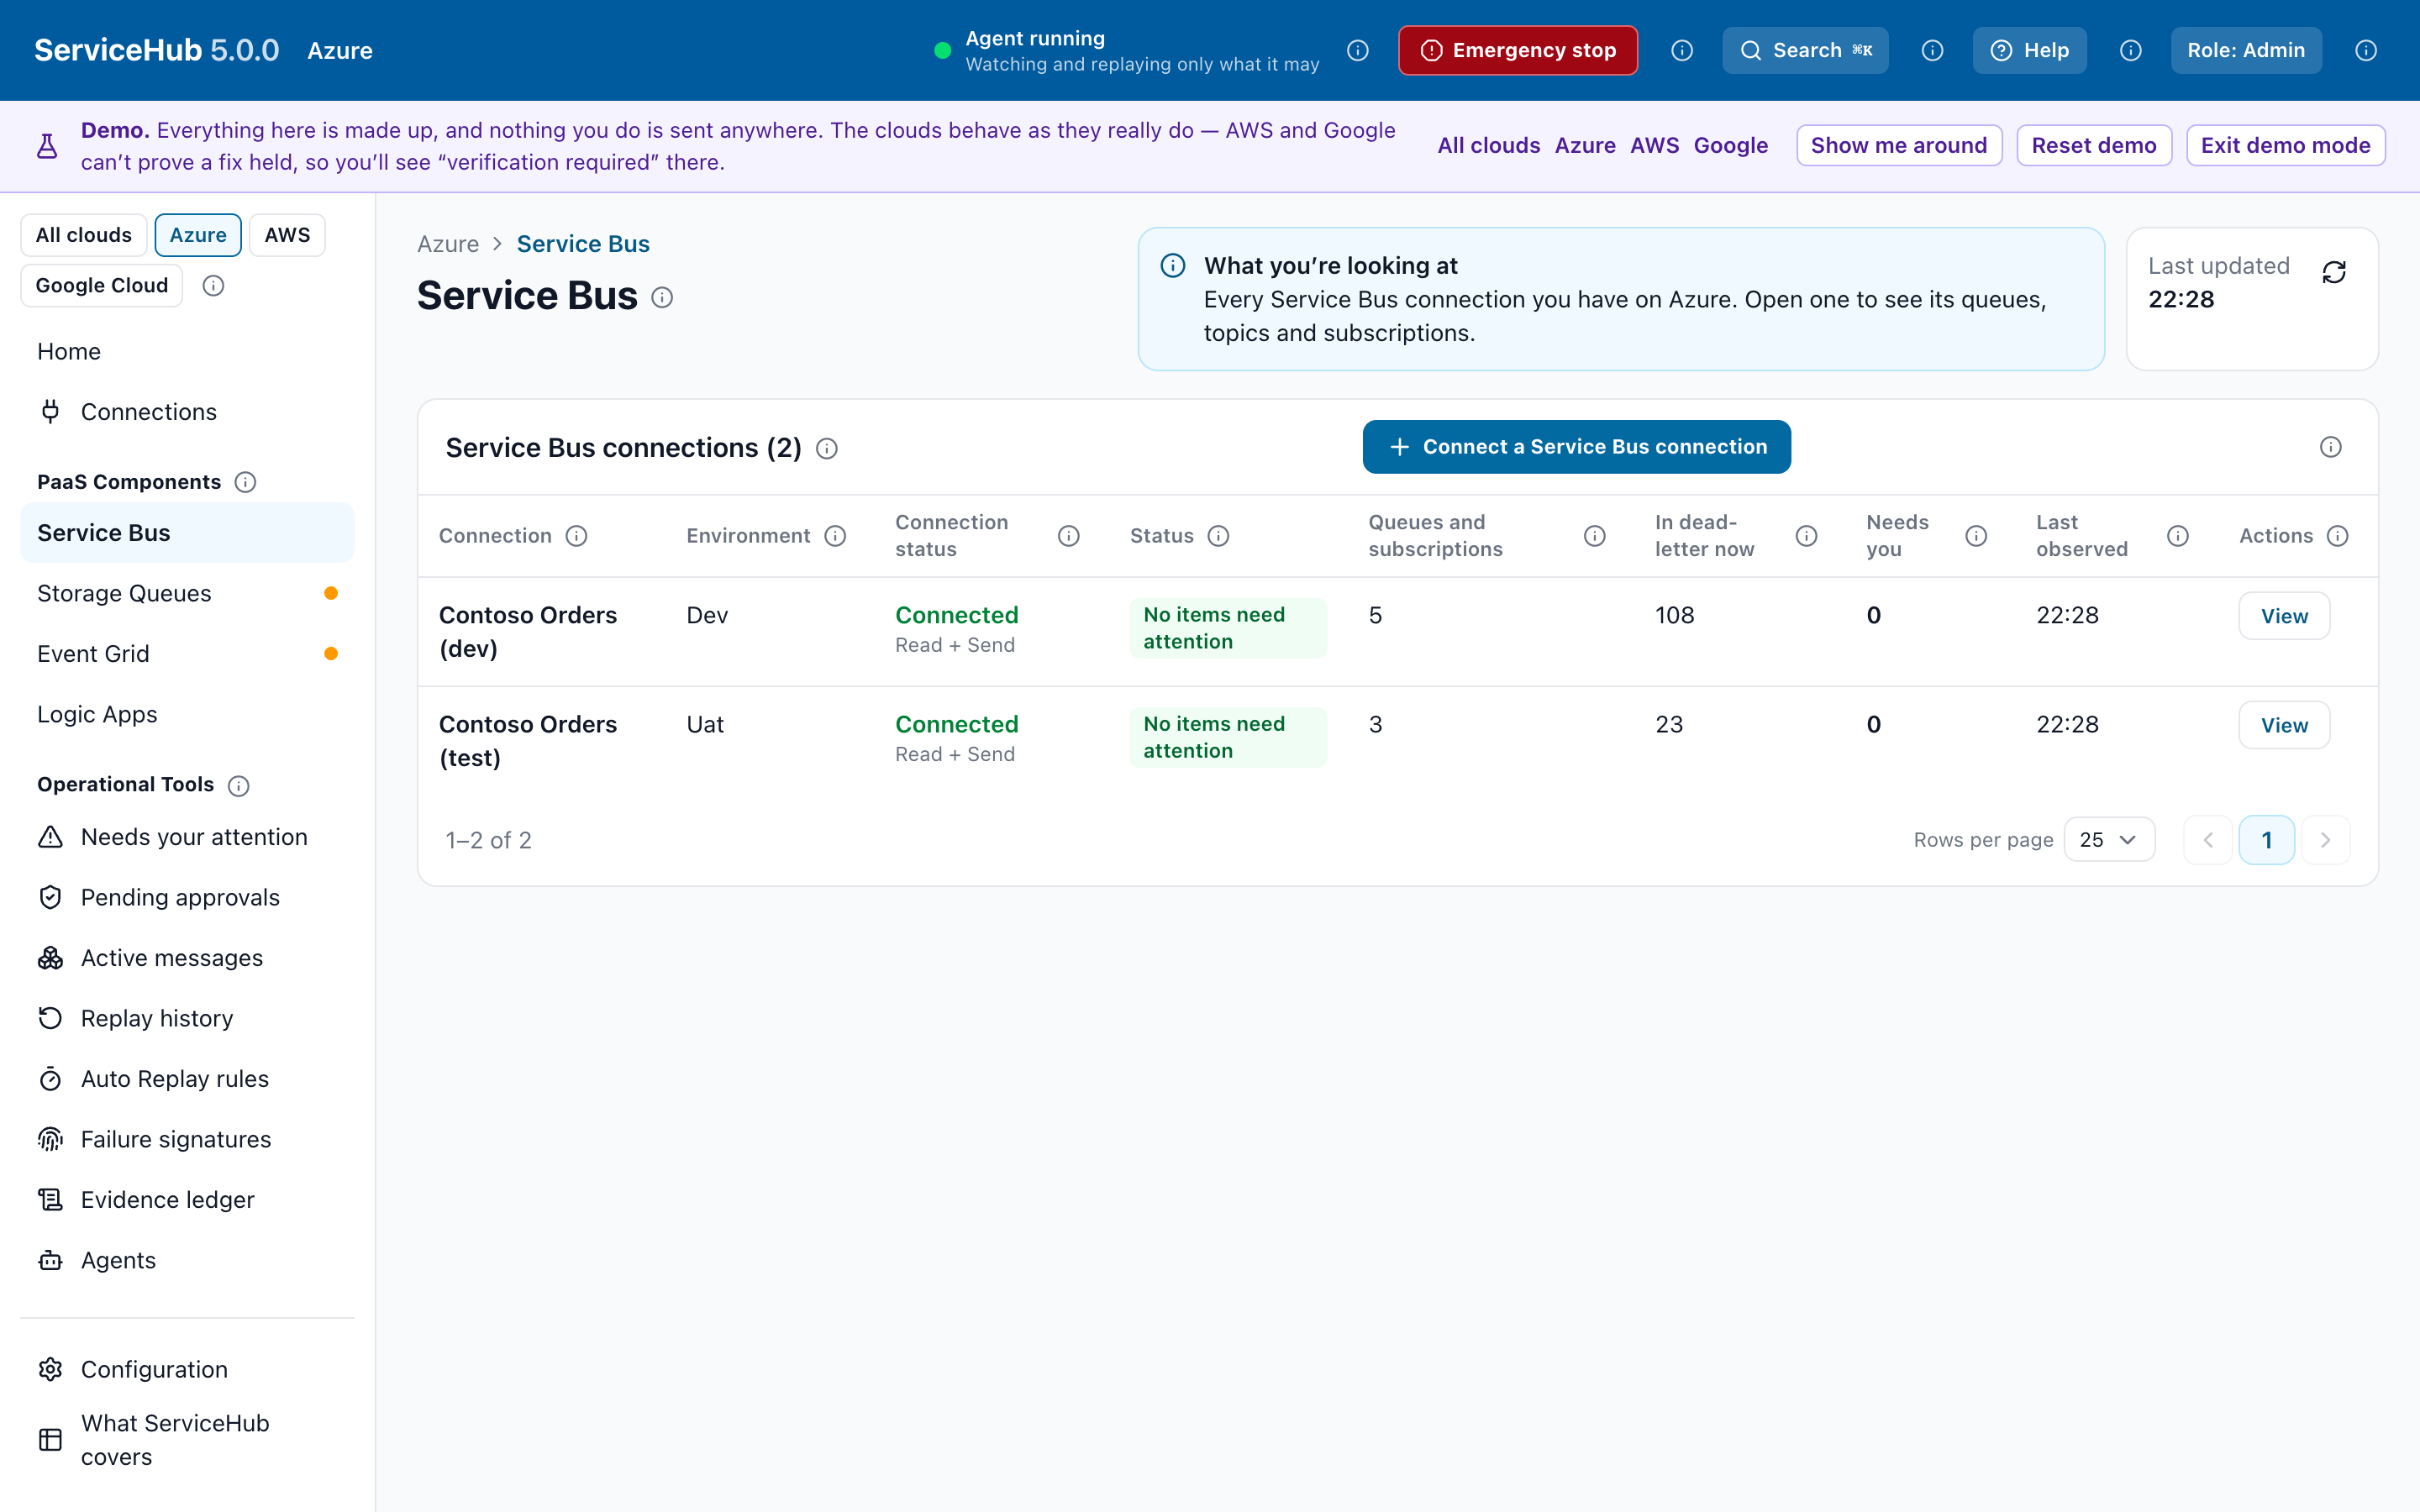 ServiceHub 5.0.0 Azure
Agent running
Watching and replaying only what it may
Emergency stop
Search ⌘K
Help
Role: Admin
Demo. Everything here is made up, and nothing you do is sent anywhere. The clouds behave as they really do — AWS and Google
can’t prove a fix held, so you’ll see “verification required” there.
All clouds Azure AWS Google
Show me around
Reset demo
Exit demo mode
All clouds
Azure
AWS
Google Cloud
Home
Connections
PaaS Components
Service Bus
Storage Queues
Event Grid
Logic Apps
Operational Tools
Needs your attention
Pending approvals
Active messages
Replay history
Auto Replay rules
Failure signatures
Evidence ledger
Agents
Configuration
What ServiceHub
covers
Azure > Service Bus
Service Bus
What you’re looking at
Every Service Bus connection you have on Azure. Open one to see its queues,
topics and subscriptions.
Last updated
22:28
Service Bus connections (2)
+ Connect a Service Bus connection
Connection
Environment
Connection
status
Status
Queues and
subscriptions
In dead-
letter now
Needs
you
Last
observed
Actions
Contoso Orders
(dev)
Dev
Connected
Read + Send
No items need
attention
5
108
0
22:28
View
Contoso Orders
(test)
Uat
Connected
Read + Send
No items need
attention
3
23
0
22:28
View
1–2 of 2
Rows per page
25
1